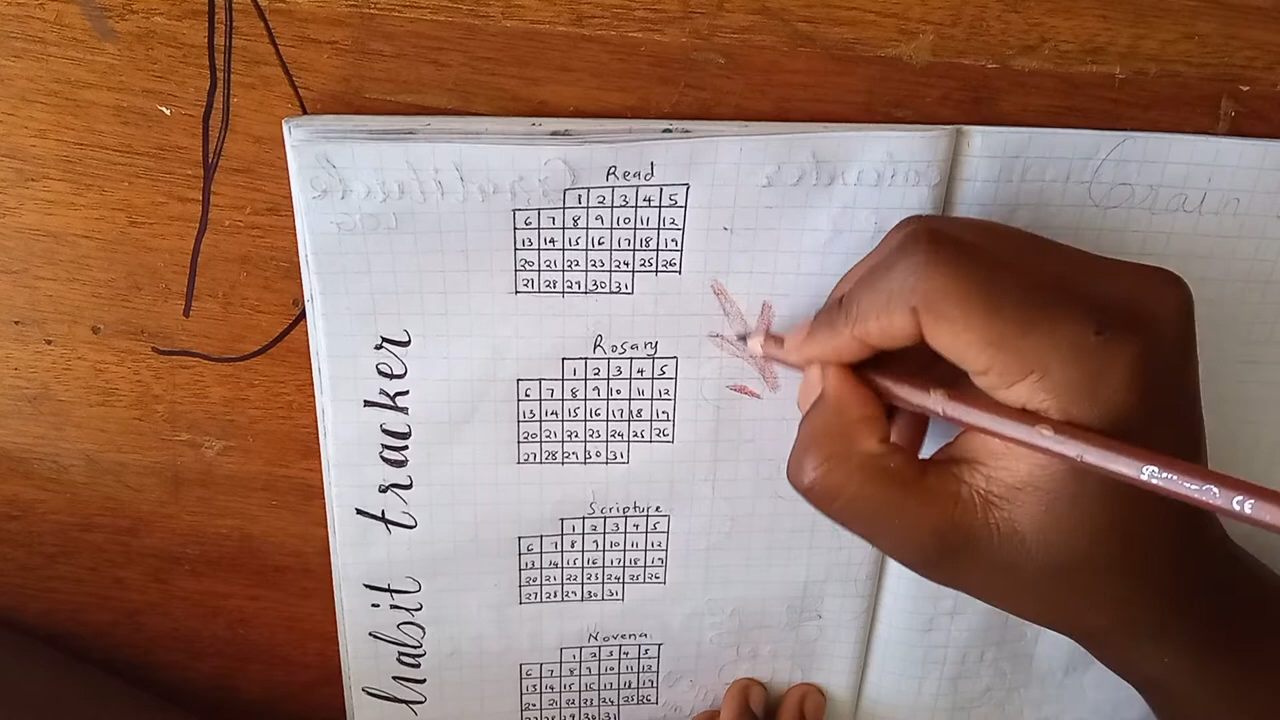 habit tracker
Read
1 2 3 4 5
6 7 8 9 10 11 12
13 14 15 16 17 18 19
20 21 22 23 24 25 26
27 28 29 30 31
Rosary
1 2 3 4 5
6 7 8 9 10 11 12
13 14 15 16 17 18 19
20 21 22 23 24 25 26
27 28 29 30 31
Scripture
1 2 3 4 5
6 7 8 9 10 11 12
13 14 15 16 17 18 19
20 21 22 23 24 25 26
27 28 29 30 31
Novena
1 2 3 4 5
6 7 8 9 10 11 12
13 14 15 16 17 18 19
20 21 22 23 24 25 26
27 28 29 30 31
CE